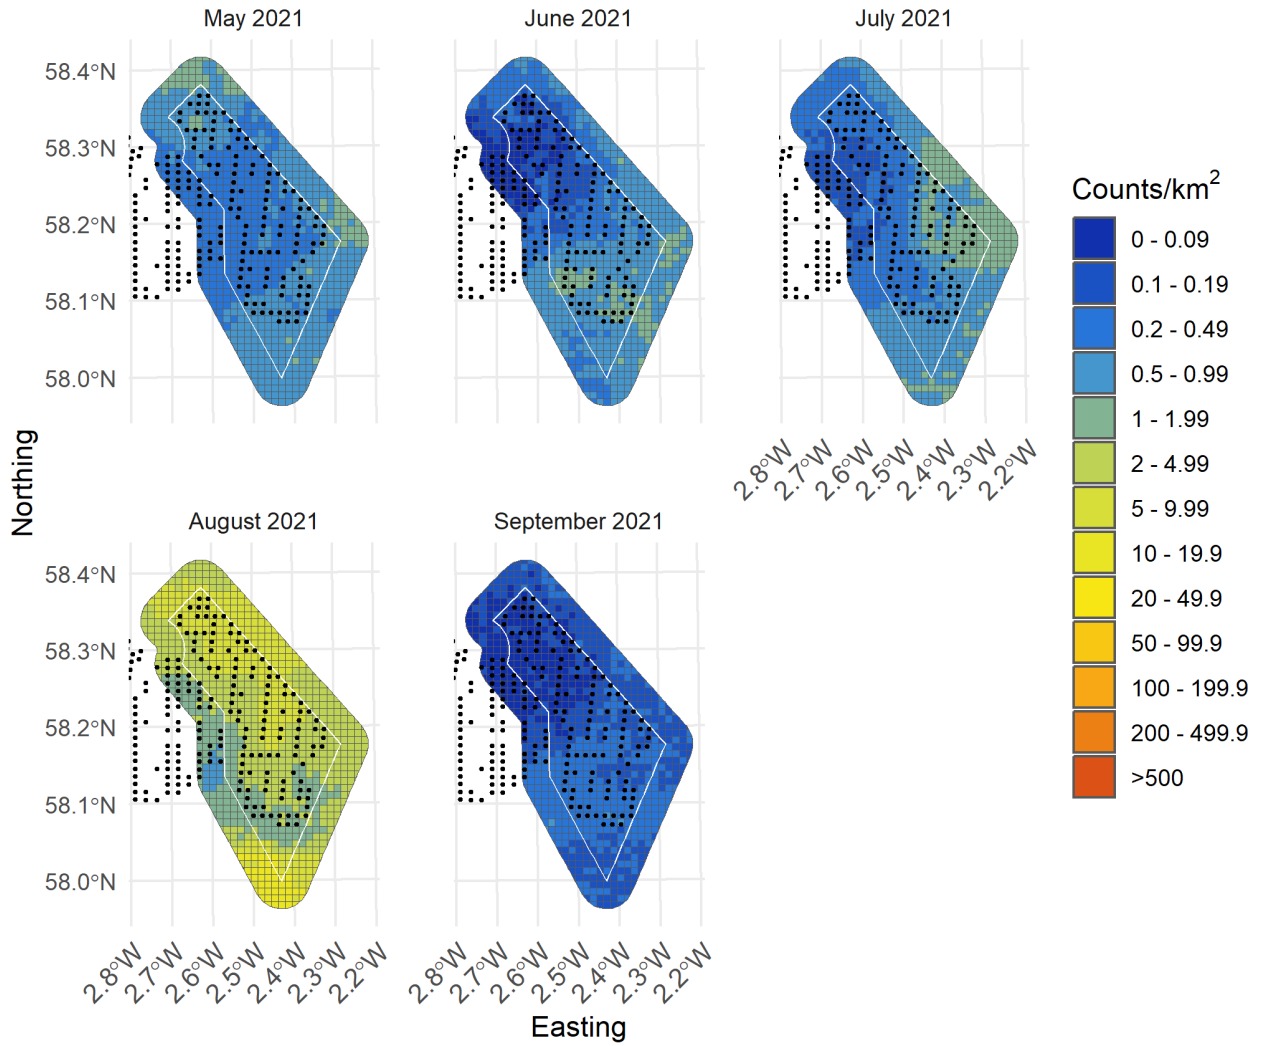 May 2021
June 2021
July 2021
58.4°N
58.3°N
58.2°N
58.1°N
58.0°N
2.8°W
2.7°W
2.6°W
2.5°W
2.4°W
2.3°W
2.2°W
Northing
August 2021
September 2021
58.4°N
58.3°N
58.2°N
58.1°N
58.0°N
2.8°W
2.7°W
2.6°W
2.5°W
2.4°W
2.3°W
2.2°W
2.8°W
2.7°W
2.6°W
2.5°W
2.4°W
2.3°W
2.2°W
Easting
Counts/km²
0 - 0.09
0.1 - 0.19
0.2 - 0.49
0.5 - 0.99
1 - 1.99
2 - 4.99
5 - 9.99
10 - 19.9
20 - 49.9
50 - 99.9
100 - 199.9
200 - 499.9
>500